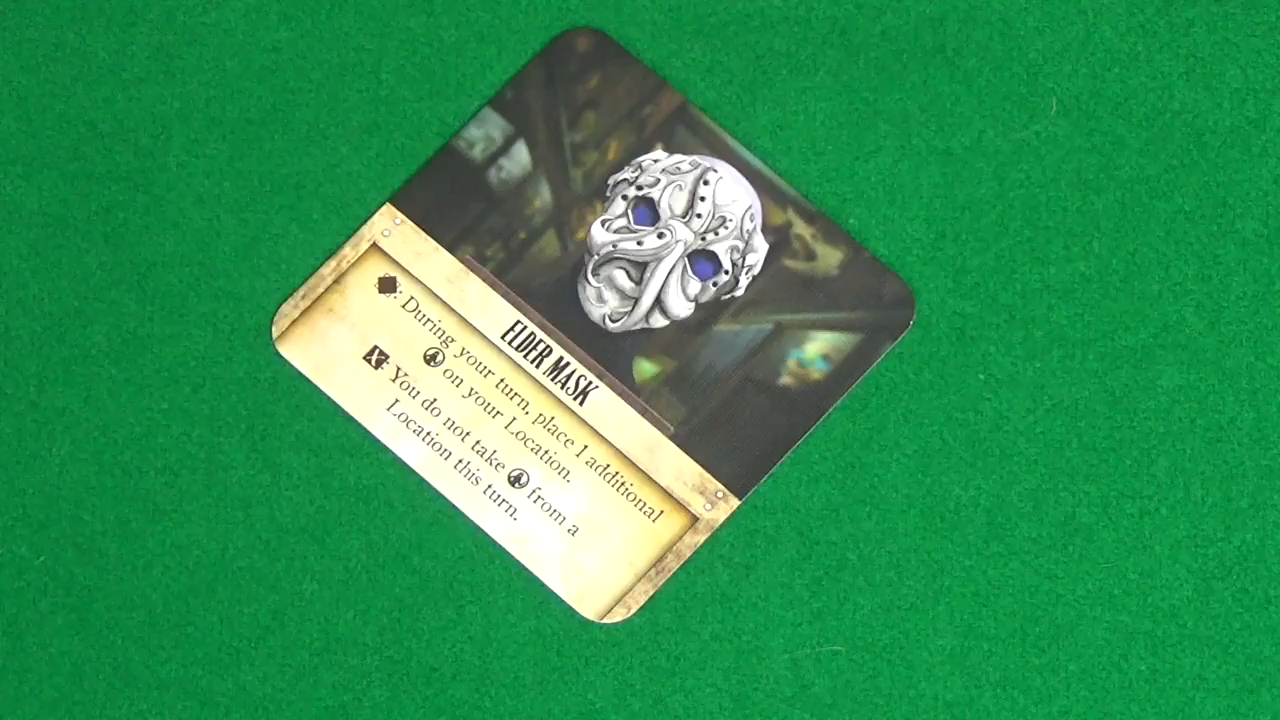 ELDER MASK
: During your turn, place 1 additional
on your Location.
X: You do not take from a
Location this turn.